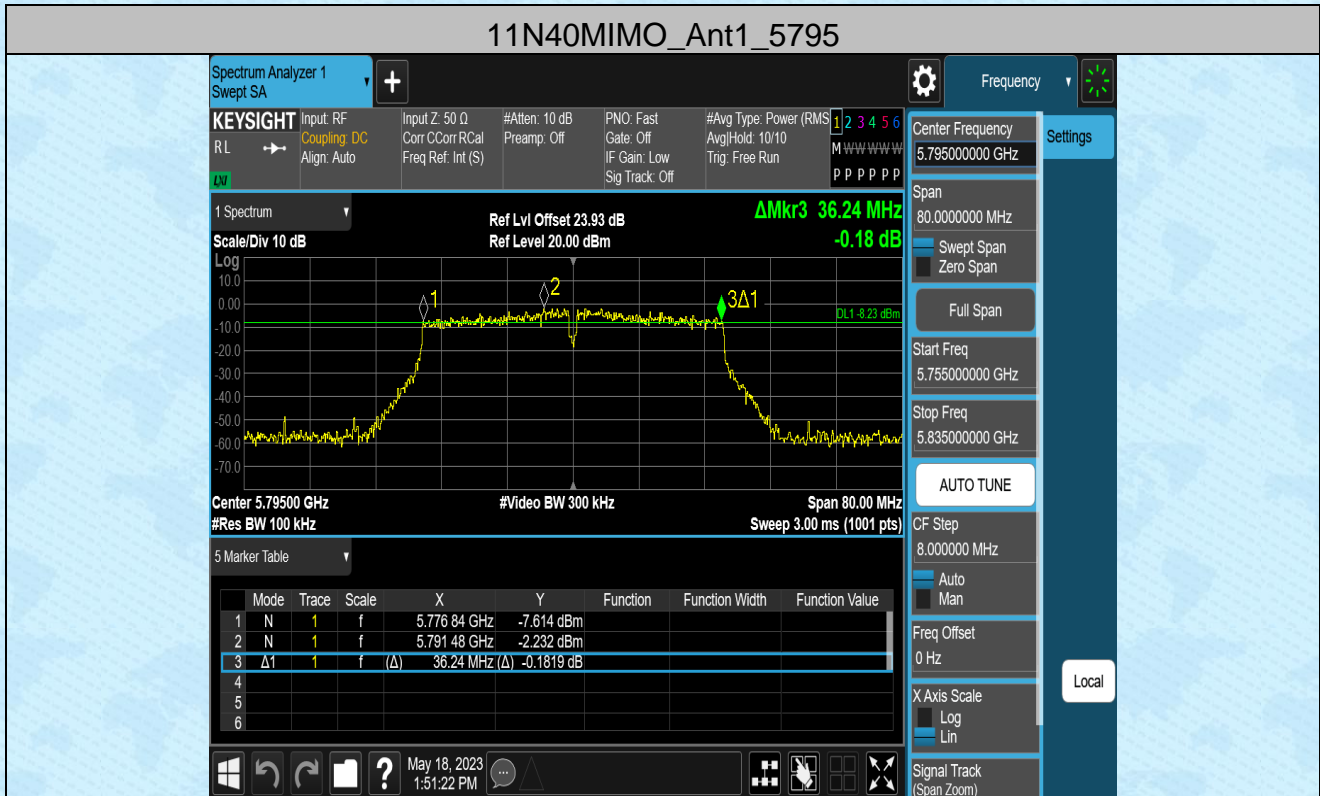 11N40MIMO_Ant1_5795
Spectrum Analyzer 1
Swept SA
Frequency
KEYSIGHT
RL
LXI
Input: RF
Coupling: DC
Align: Auto
Input Z: 50 Ω
Corr CCorr RCal
Freq Ref: Int (S)
#Atten: 10 dB
Preamp: Off
PNO: Fast
Gate: Off
IF Gain: Low
Sig Track: Off
#Avg Type: Power (RMS
Avg|Hold: 10/10
Trig: Free Run
1 2 3 4 5 6
M W W W W W
P P P P P P
Center Frequency
5.795000000 GHz
Settings
Span
80.0000000 MHz
Swept Span
Zero Span
Full Span
Start Freq
5.755000000 GHz
Stop Freq
5.835000000 GHz
AUTO TUNE
CF Step
8.000000 MHz
Auto
Man
Freq Offset
0 Hz
X Axis Scale
Log
Lin
Signal Track
(Span Zoom)
Local
1 Spectrum
Scale/Div 10 dB
Log
Ref Lvl Offset 23.93 dB
Ref Level 20.00 dBm
ΔMkr3 36.24 MHz
-0.18 dB
10.0
0.00
-10.0
-20.0
-30.0
-40.0
-50.0
-60.0
-70.0
1
2
3Δ1
DL1 -8.23 dBm
Center 5.79500 GHz
#Res BW 100 kHz
#Video BW 300 kHz
Span 80.00 MHz
Sweep 3.00 ms (1001 pts)
5 Marker Table
Mode Trace Scale X Y Function Function Width Function Value
1 N 1 f 5.776 84 GHz -7.614 dBm
2 N 1 f 5.791 48 GHz -2.232 dBm
3 Δ1 1 f (Δ) 36.24 MHz (Δ) -0.1819 dB
4
5
6
?
May 18, 2023
1:51:22 PM